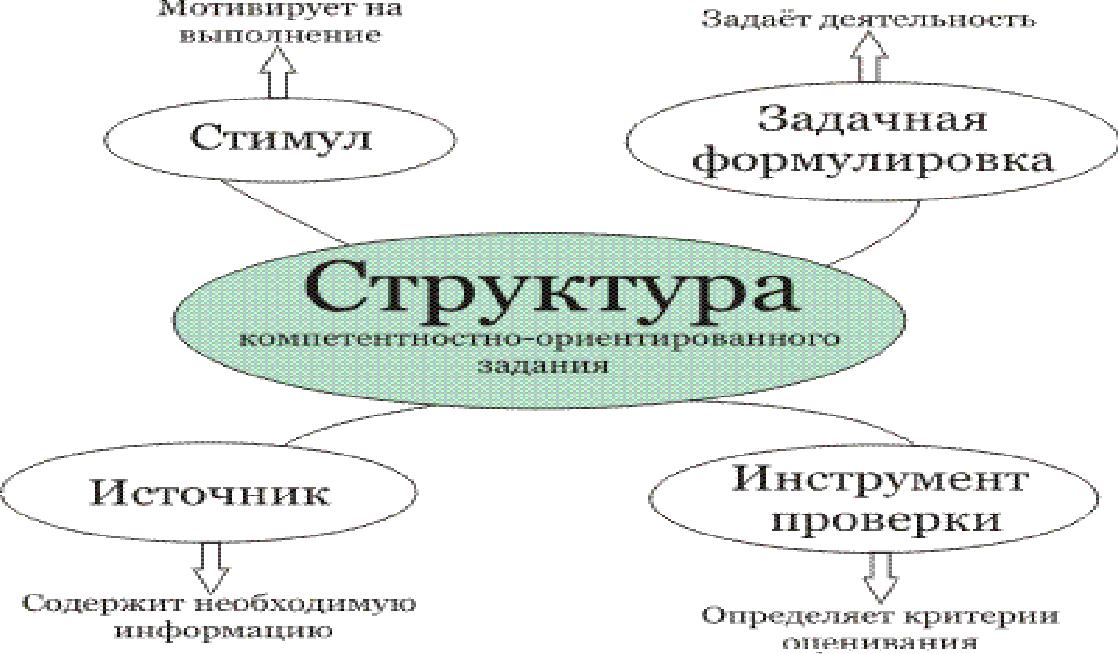 Мотивирует на
выполнение
Задаёт деятельность
Стимул
Задачная
формулировка
Структура
компетентностно-ориентированного
задания
Источник
Инструмент
проверки
Содержит необходимую
информацию
Определяет критерии
оценивания